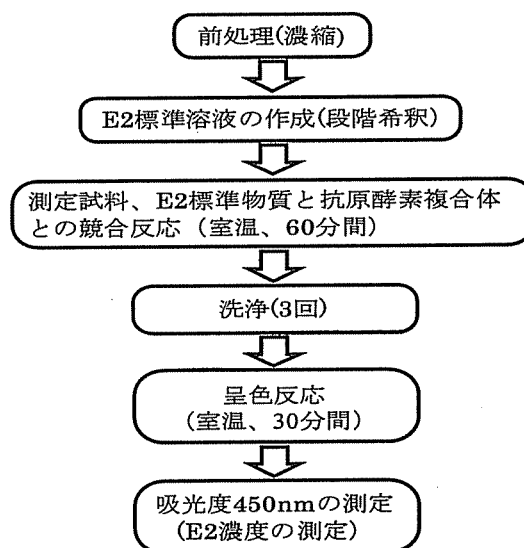 前処理(濃縮)
E2標準溶液の作成(段階希釈)
測定試料、E2標準物質と抗原酵素複合体
との競合反応（室温、60分間）
洗浄(3回)
呈色反応
（室温、30分間）
吸光度450nmの測定
(E2濃度の測定)